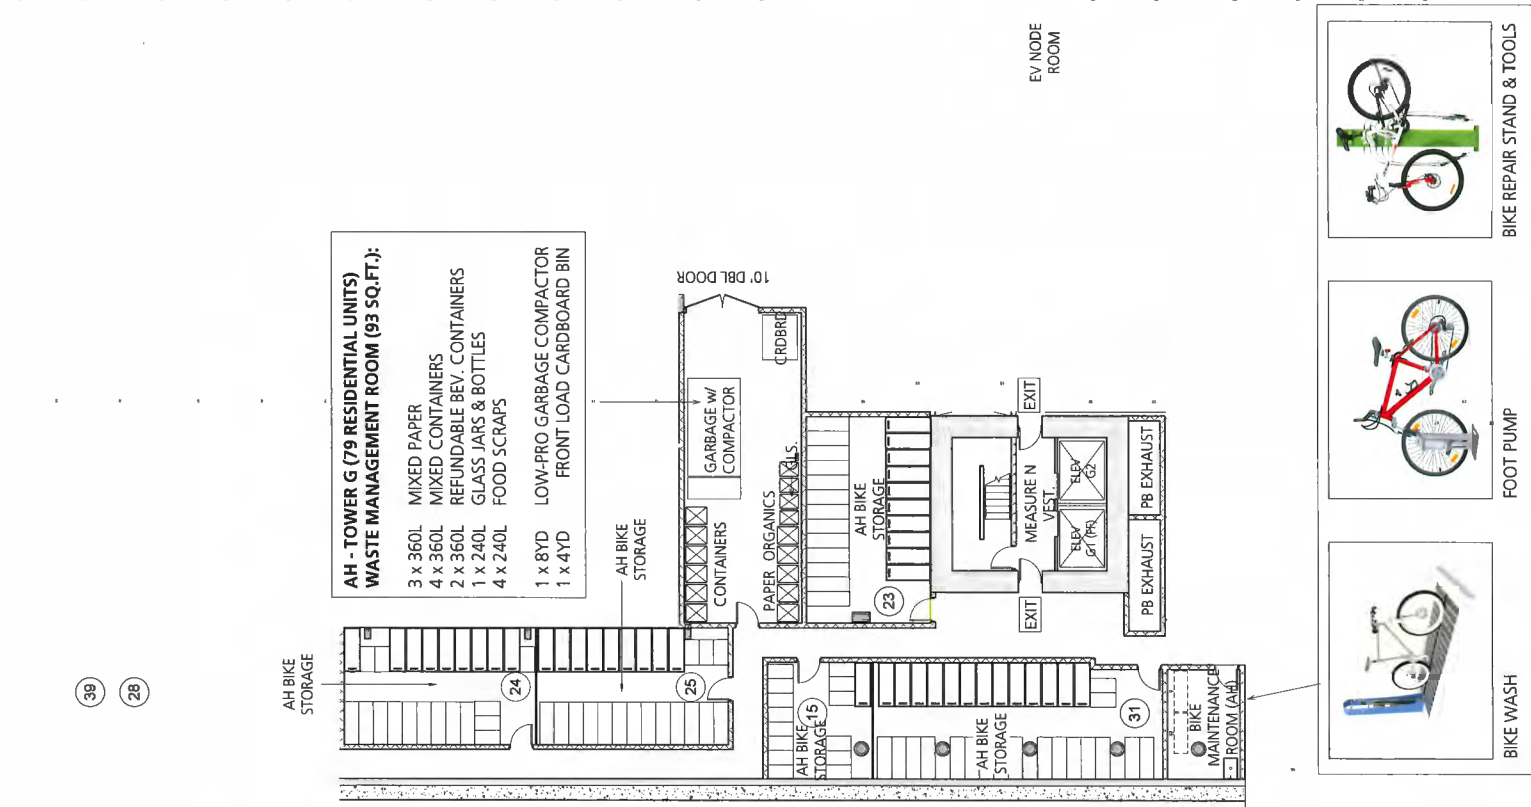 EV NODE
ROOM
AH - TOWER G (79 RESIDENTIAL UNITS)
WASTE MANAGEMENT ROOM (93 SQ.FT.):
3 x 360L MIXED PAPER
4 x 360L MIXED CONTAINERS
2 x 360L REFUNDABLE BEV. CONTAINERS
1 x 240L GLASS JARS & BOTTLES
4 x 240L FOOD SCRAPS
1 x 8YD LOW-PRO GARBAGE COMPACTOR
1 x 4YD FRONT LOAD CARDBOARD BIN
10' DBL DOOR
CRDBRD
GARBAGE W/
COMPACTOR
GLS.
CONTAINERS
PAPER
ORGANICS
AH BIKE
STORAGE
23
EXIT
MEASURE N
VEST.
ELEV
G2
ELEV
G1 (PF)
EXIT
PB EXHAUST
PB EXHAUST
AH BIKE
STORAGE
AH BIKE
STORAGE
24
25
39
28
AH BIKE
STORAGE
15
AH BIKE
STORAGE
31
BIKE
MAINTENANCE
ROOM (AH)
BIKE REPAIR STAND & TOOLS
FOOT PUMP
BIKE WASH